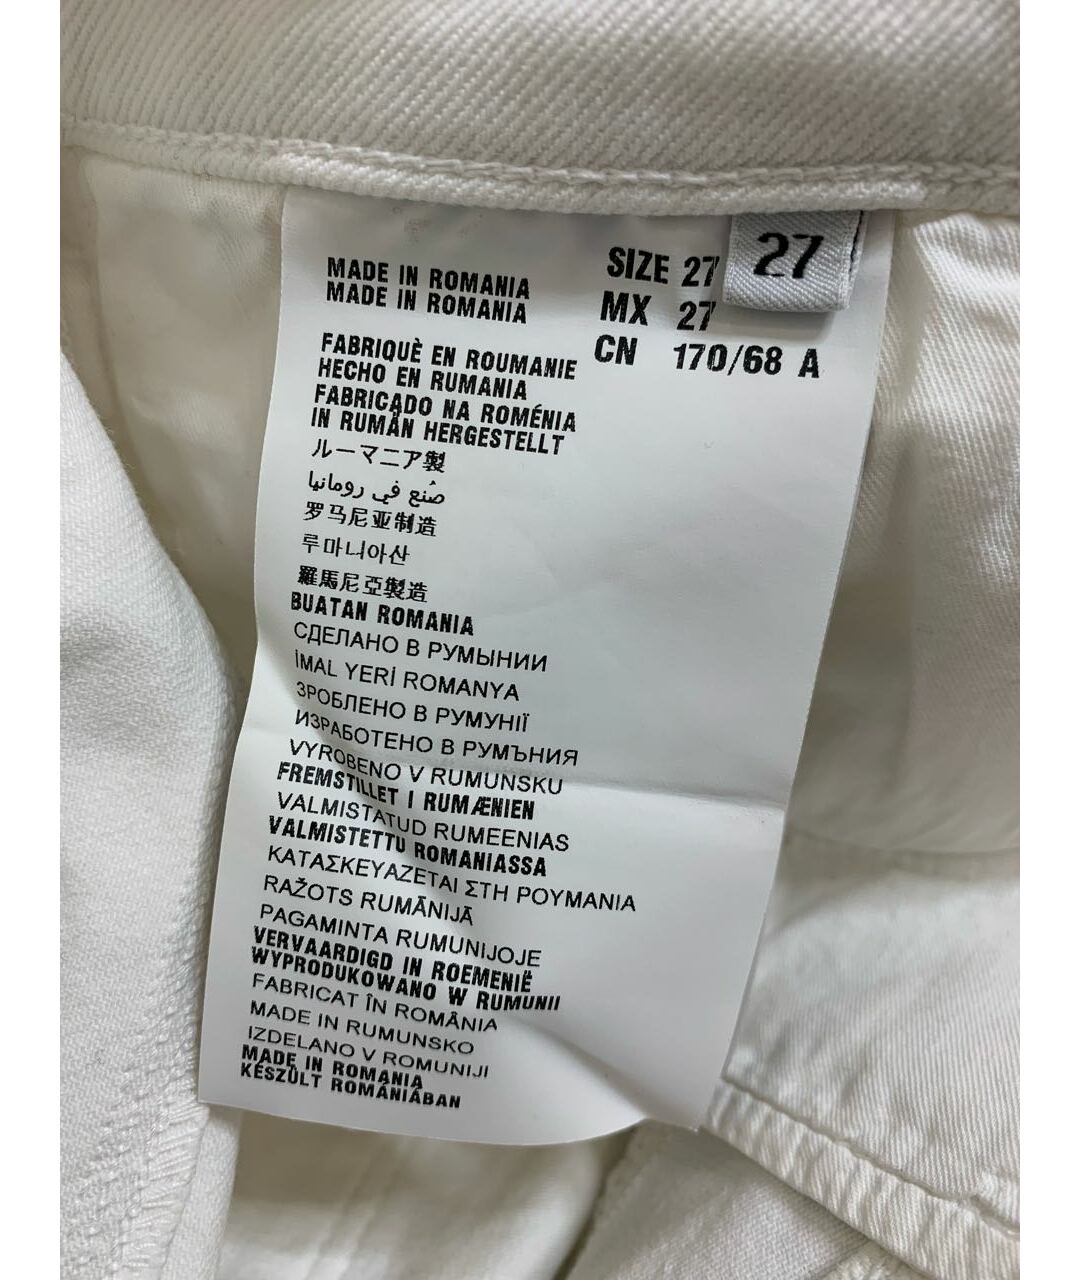 27
SIZE 27
MX 27
CN 170/68 A
MADE IN ROMANIA
MADE IN ROMANIA
FABRIQUÈ EN ROUMANIE
HECHO EN RUMANIA
FABRICADO NA ROMÉNIA
IN RUMÄN HERGESTELLT
ルーマニア製
صُنع في رومانيا
罗马尼亚制造
루마니아산
羅馬尼亞製造
BUATAN ROMANIA
СДЕЛАНО В РУМЫНИИ
İMAL YERİ ROMANYA
ЗРОБЛЕНО В РУМУНІЇ
ИЗРАБОТЕНО В РУМЪНИЯ
VYROBENO V RUMUNSKU
FREMSTILLET I RUMÆNIEN
VALMISTATUD RUMEENIAS
VALMISTETTU ROMANIASSA
ΚΑΤΑΣΚΕΥΑΖΕΤΑΙ ΣΤΗ ΡΟΥΜΑΝΙΑ
RAŽOTS RUMĀNIJĀ
PAGAMINTA RUMUNIJOJE
VERVAARDIGD IN ROEMENIË
WYPRODUKOWANO W RUMUNII
FABRICAT ÎN ROMÂNIA
MADE IN RUMUNSKO
IZDELANO V ROMUNIJI
MADE IN ROMANIA
KÉSZÜLT ROMÁNIÁBAN